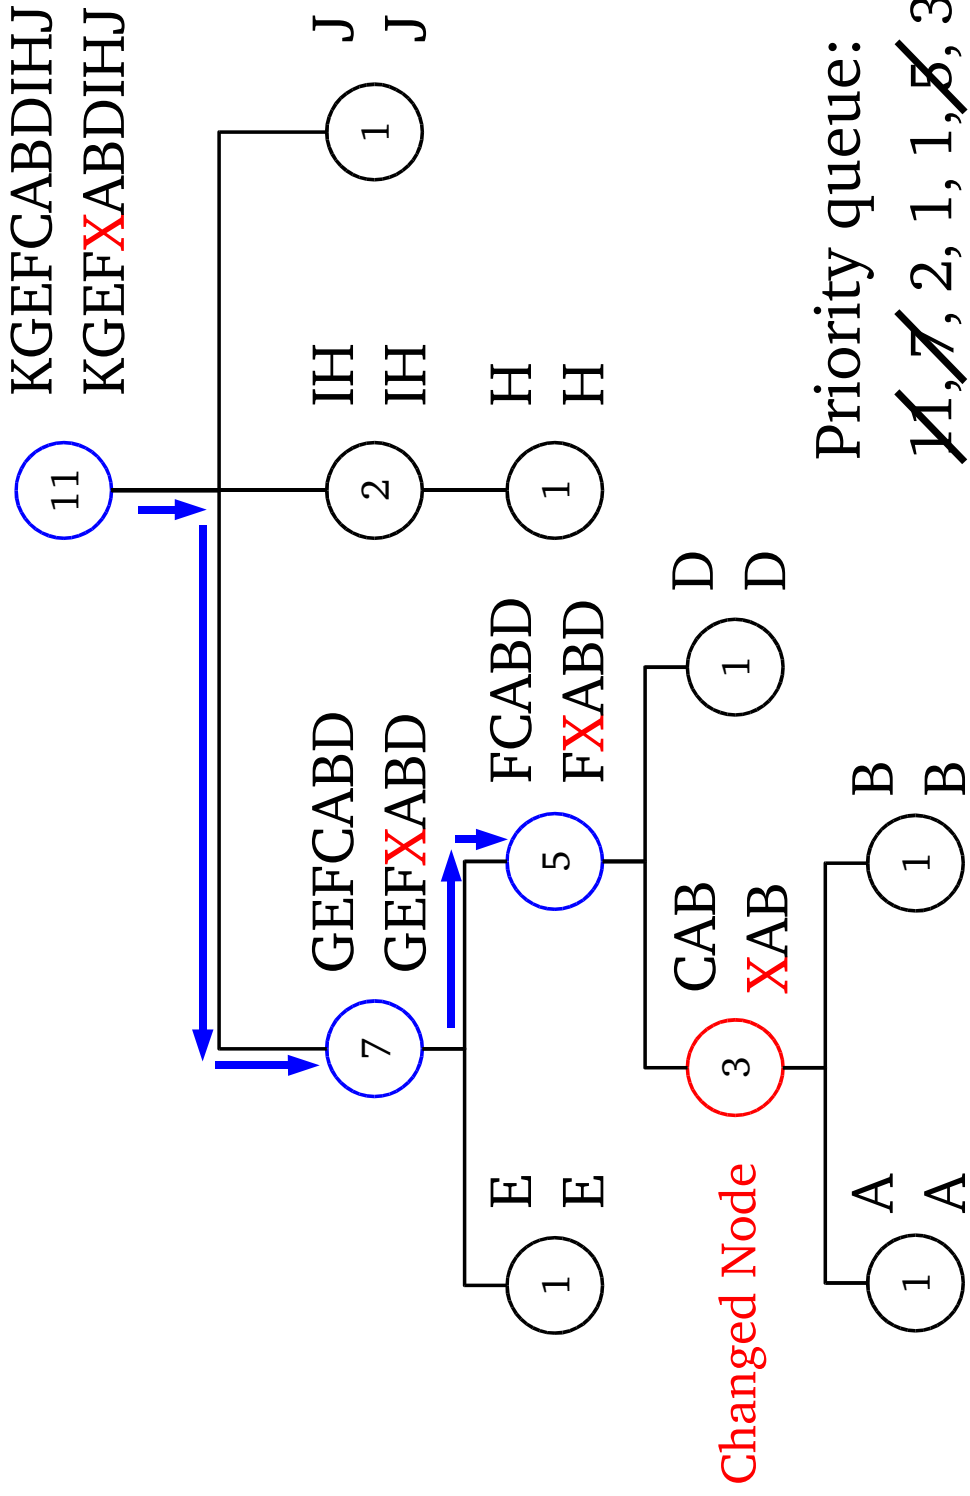 11
KGEFCABDIHJ
KGEFXABDIHJ
7
GEFCABD
GEFXABD
2
IH
IH
1
J
J
1
E
E
5
FCABD
FXABD
1
H
H
Changed Node
3
CAB
XAB
1
D
D
1
A
A
1
B
B
Priority queue:
11, 7, 2, 1, 1, 5, 3